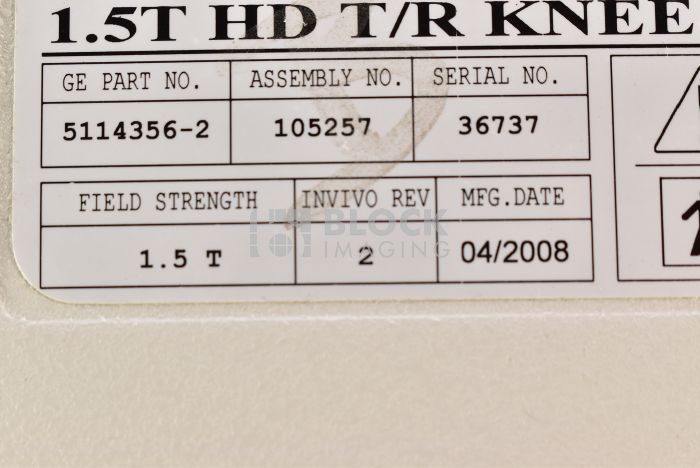 1.5T HD T/R KNEE
GE PART NO. ASSEMBLY NO. SERIAL NO.
5114356-2 105257 36737
FIELD STRENGTH INVIVO REV MFG.DATE
1.5 T 2 04/2008
BLOCK
IMAGING